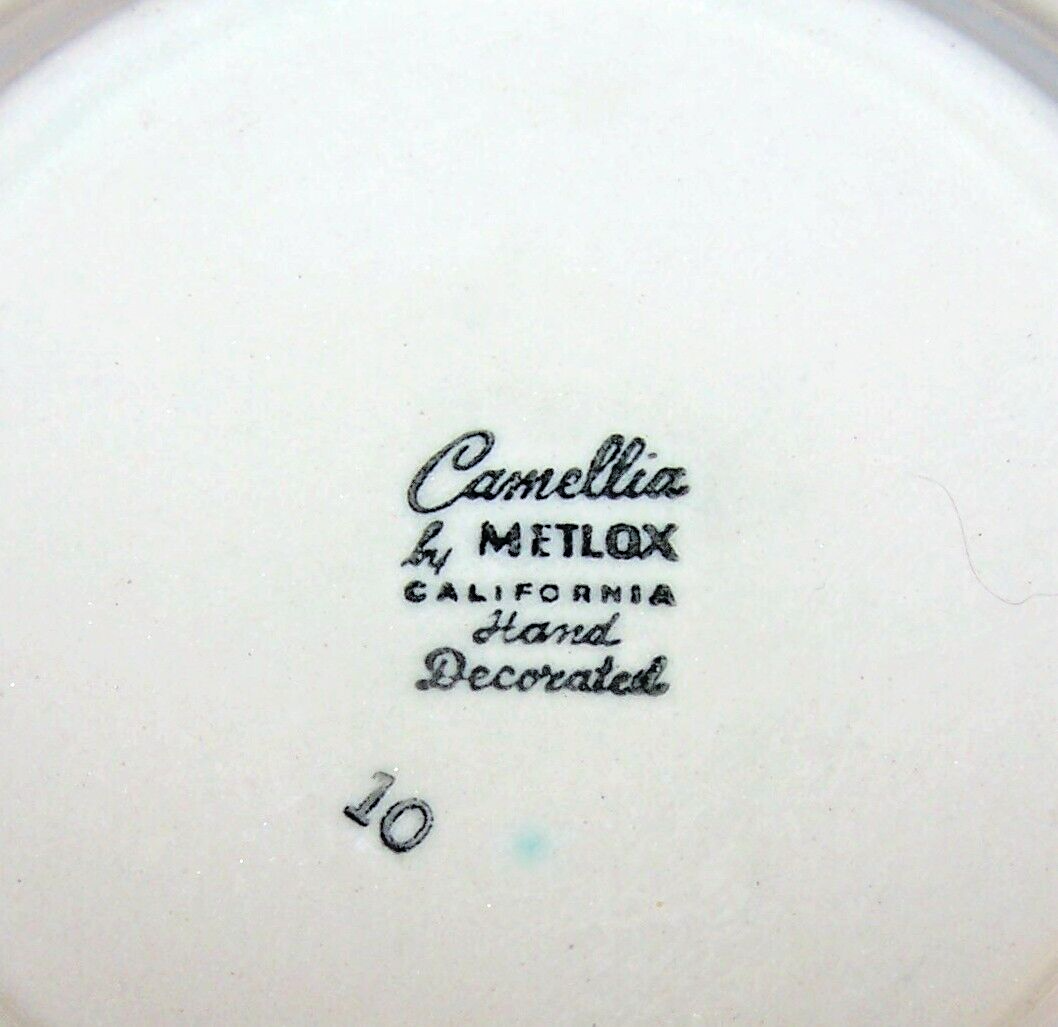 Camellia
by METLOX
CALIFORNIA
Hand
Decorated
10